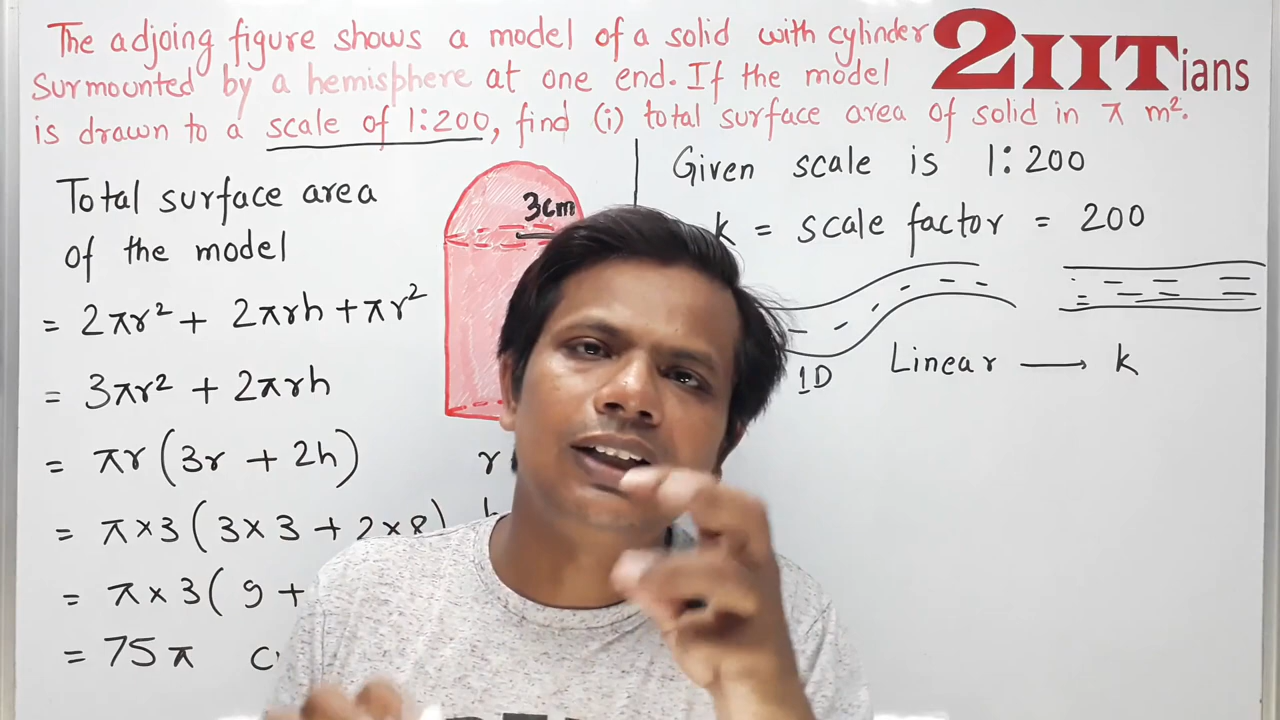 The adjoing figure shows a model of a solid with cylinder
surmounted by a hemisphere at one end. If the model
is drawn to a scale of 1:200, find (i) total surface area of solid in π m².
2IITians
Total surface area
of the model
= 2πr² + 2πrh + πr²
= 3πr² + 2πrh
= πr (3r + 2h)
= π×3 (3×3 + 2×8)
= π×3 ( 9 +
= 75 π
3cm
r
Given scale is 1:200
k = scale factor = 200
1D
Linear → k